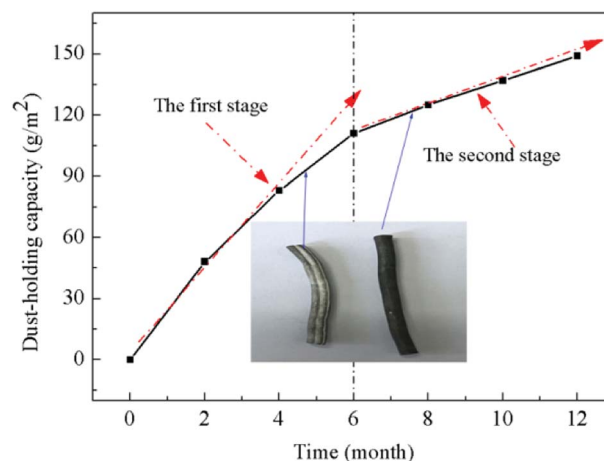 150
The first stage
120
The second stage
90
60
30
0
Dust-holding capacity (g/m²)
0 2 4 6 8 10 12
Time (month)